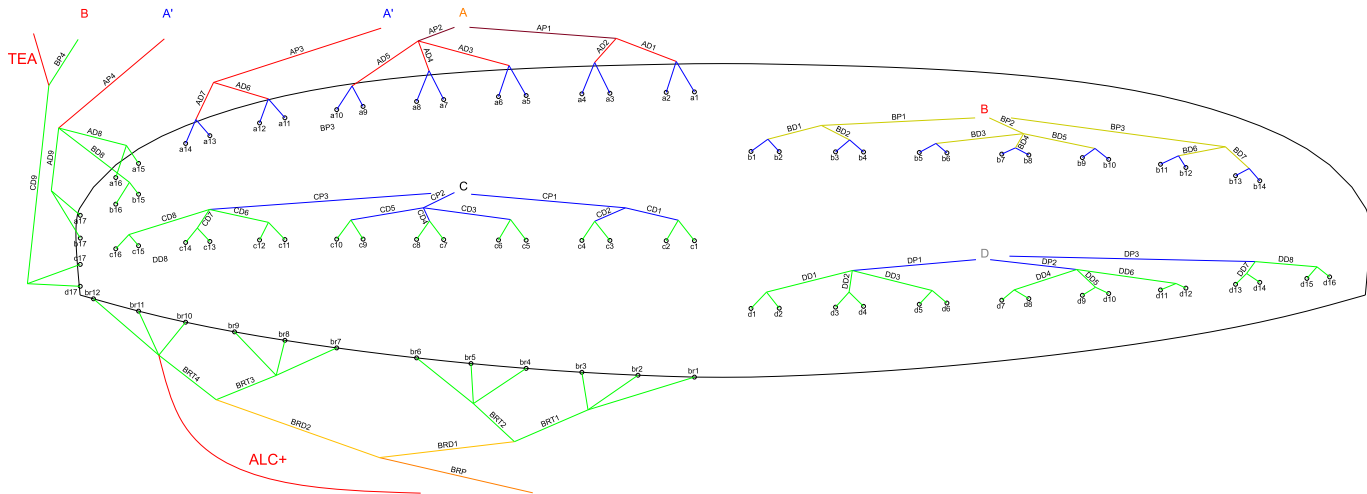 B
A'
A'
A
TEA
BP4
AP4
AP3
AP2
AP1
AD5
AD4
AD3
AD2
AD1
AD7
AD6
a14
a13
a12
a11
a10
a9
a8
a7
a6
a5
a4
a3
a2
a1
BP3
B
BP1
BP2
BP3
BD1
BD2
BD3
BD4
BD5
BD6
BD7
b1
b2
b3
b4
b5
b6
b7
b8
b9
b10
b11
b12
b13
b14
AD8
BD8
AD9
CD9
a15
a16
b15
b16
a17
b17
c17
d17
C
CP3
CP2
CP1
CD8
CD7
CD6
CD5
CD4
CD3
CD2
CD1
c16
c15
c14
c13
c12
c11
c10
c9
c8
c7
c6
c5
c4
c3
c2
c1
DD8
D
DP1
DP2
DP3
DD1
DD2
DD3
DD4
DD5
DD6
DD7
DD8
d1
d2
d3
d4
d5
d6
d7
d8
d9
d10
d11
d12
d13
d14
d15
d16
br12
br11
br10
br9
br8
br7
br6
br5
br4
br3
br2
br1
BRT4
BRT3
BRT2
BRT1
BRD2
BRD1
BRP
ALC+